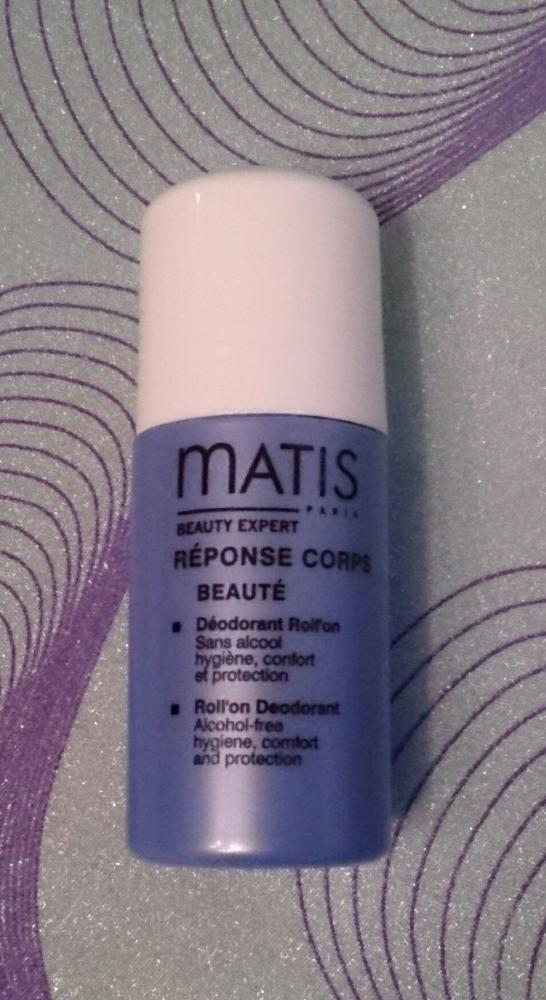 MATIS
PARIS
BEAUTY EXPERT
RÉPONSE CORPS
BEAUTÉ
Déodorant Roll'on
Sans alcool
hygiène, confort
et protection
Roll'on Deodorant
Alcohol-free
hygiene, comfort
and protection